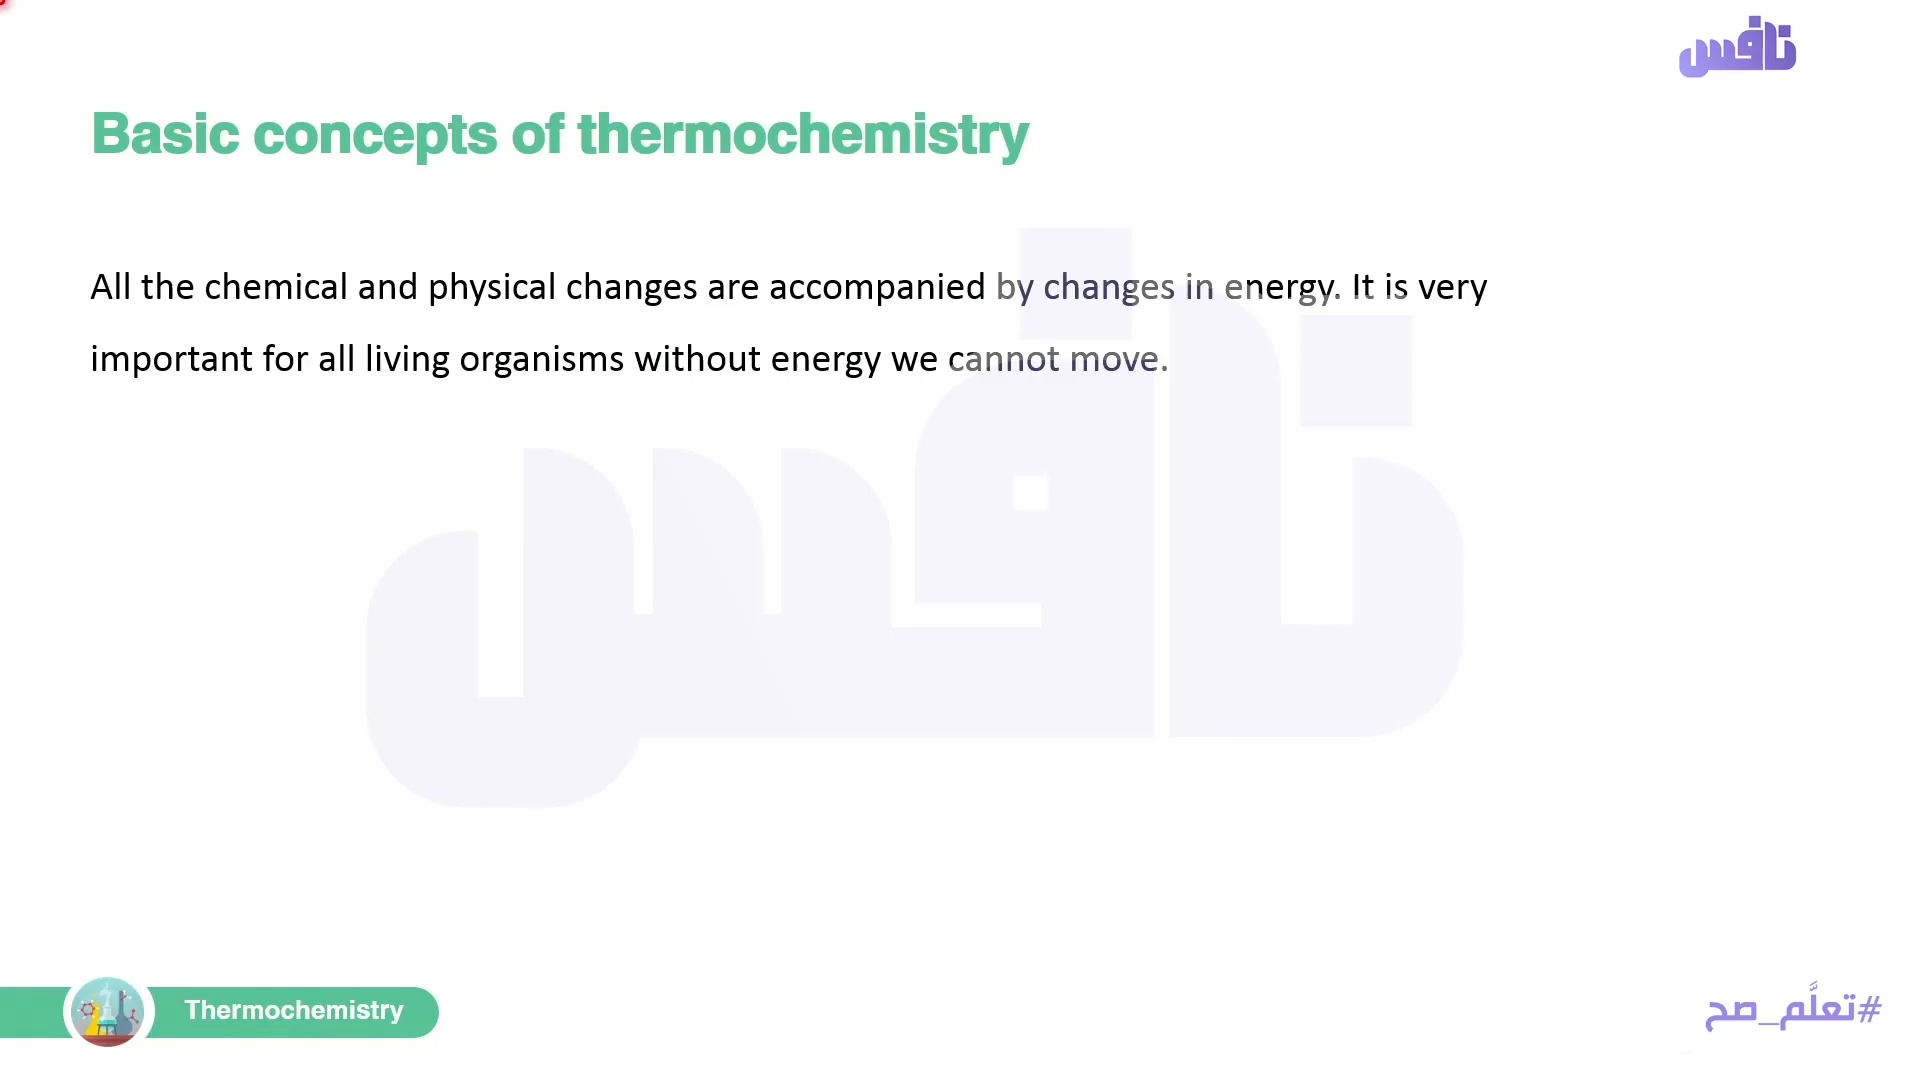 نافس
Basic concepts of thermochemistry
All the chemical and physical changes are accompanied by changes in energy. It is very
important for all living organisms without energy we cannot move.
نافس
Thermochemistry
#تعلَّم_صح